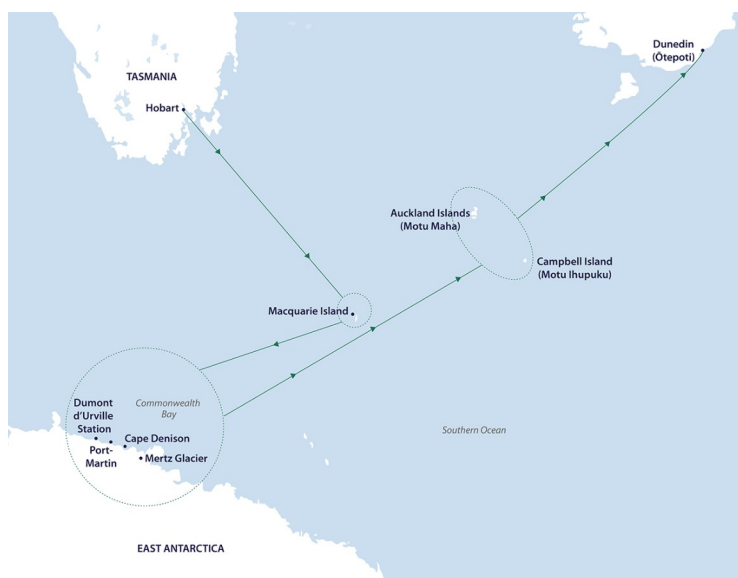 Dunedin
(Ōtepoti)
TASMANIA
Hobart
Auckland Islands
(Motu Maha)
Campbell Island
(Motu Ihupuku)
Macquarie Island
Commonwealth
Bay
Dumont
d'Urville
Station
Cape Denison
Port-
Martin
Mertz Glacier
Southern Ocean
EAST ANTARCTICA